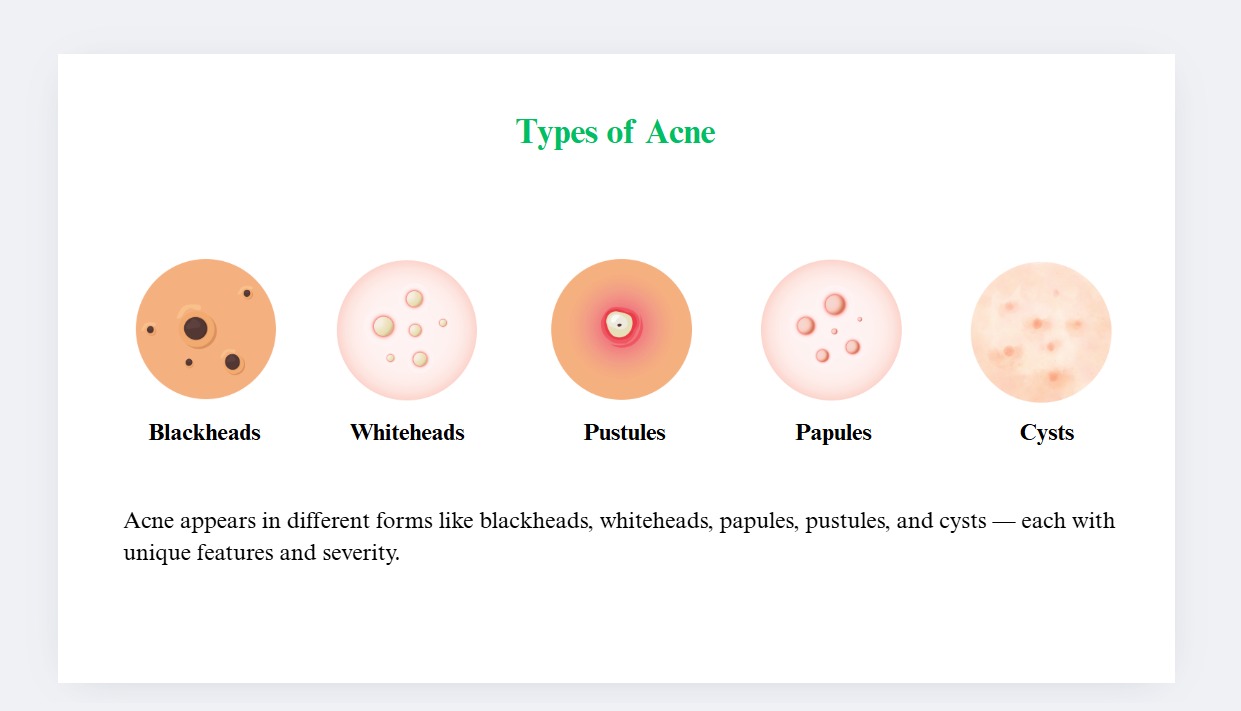 Types of Acne
Blackheads
Whiteheads
Pustules
Papules
Cysts
Acne appears in different forms like blackheads, whiteheads, papules, pustules, and cysts — each with
unique features and severity.